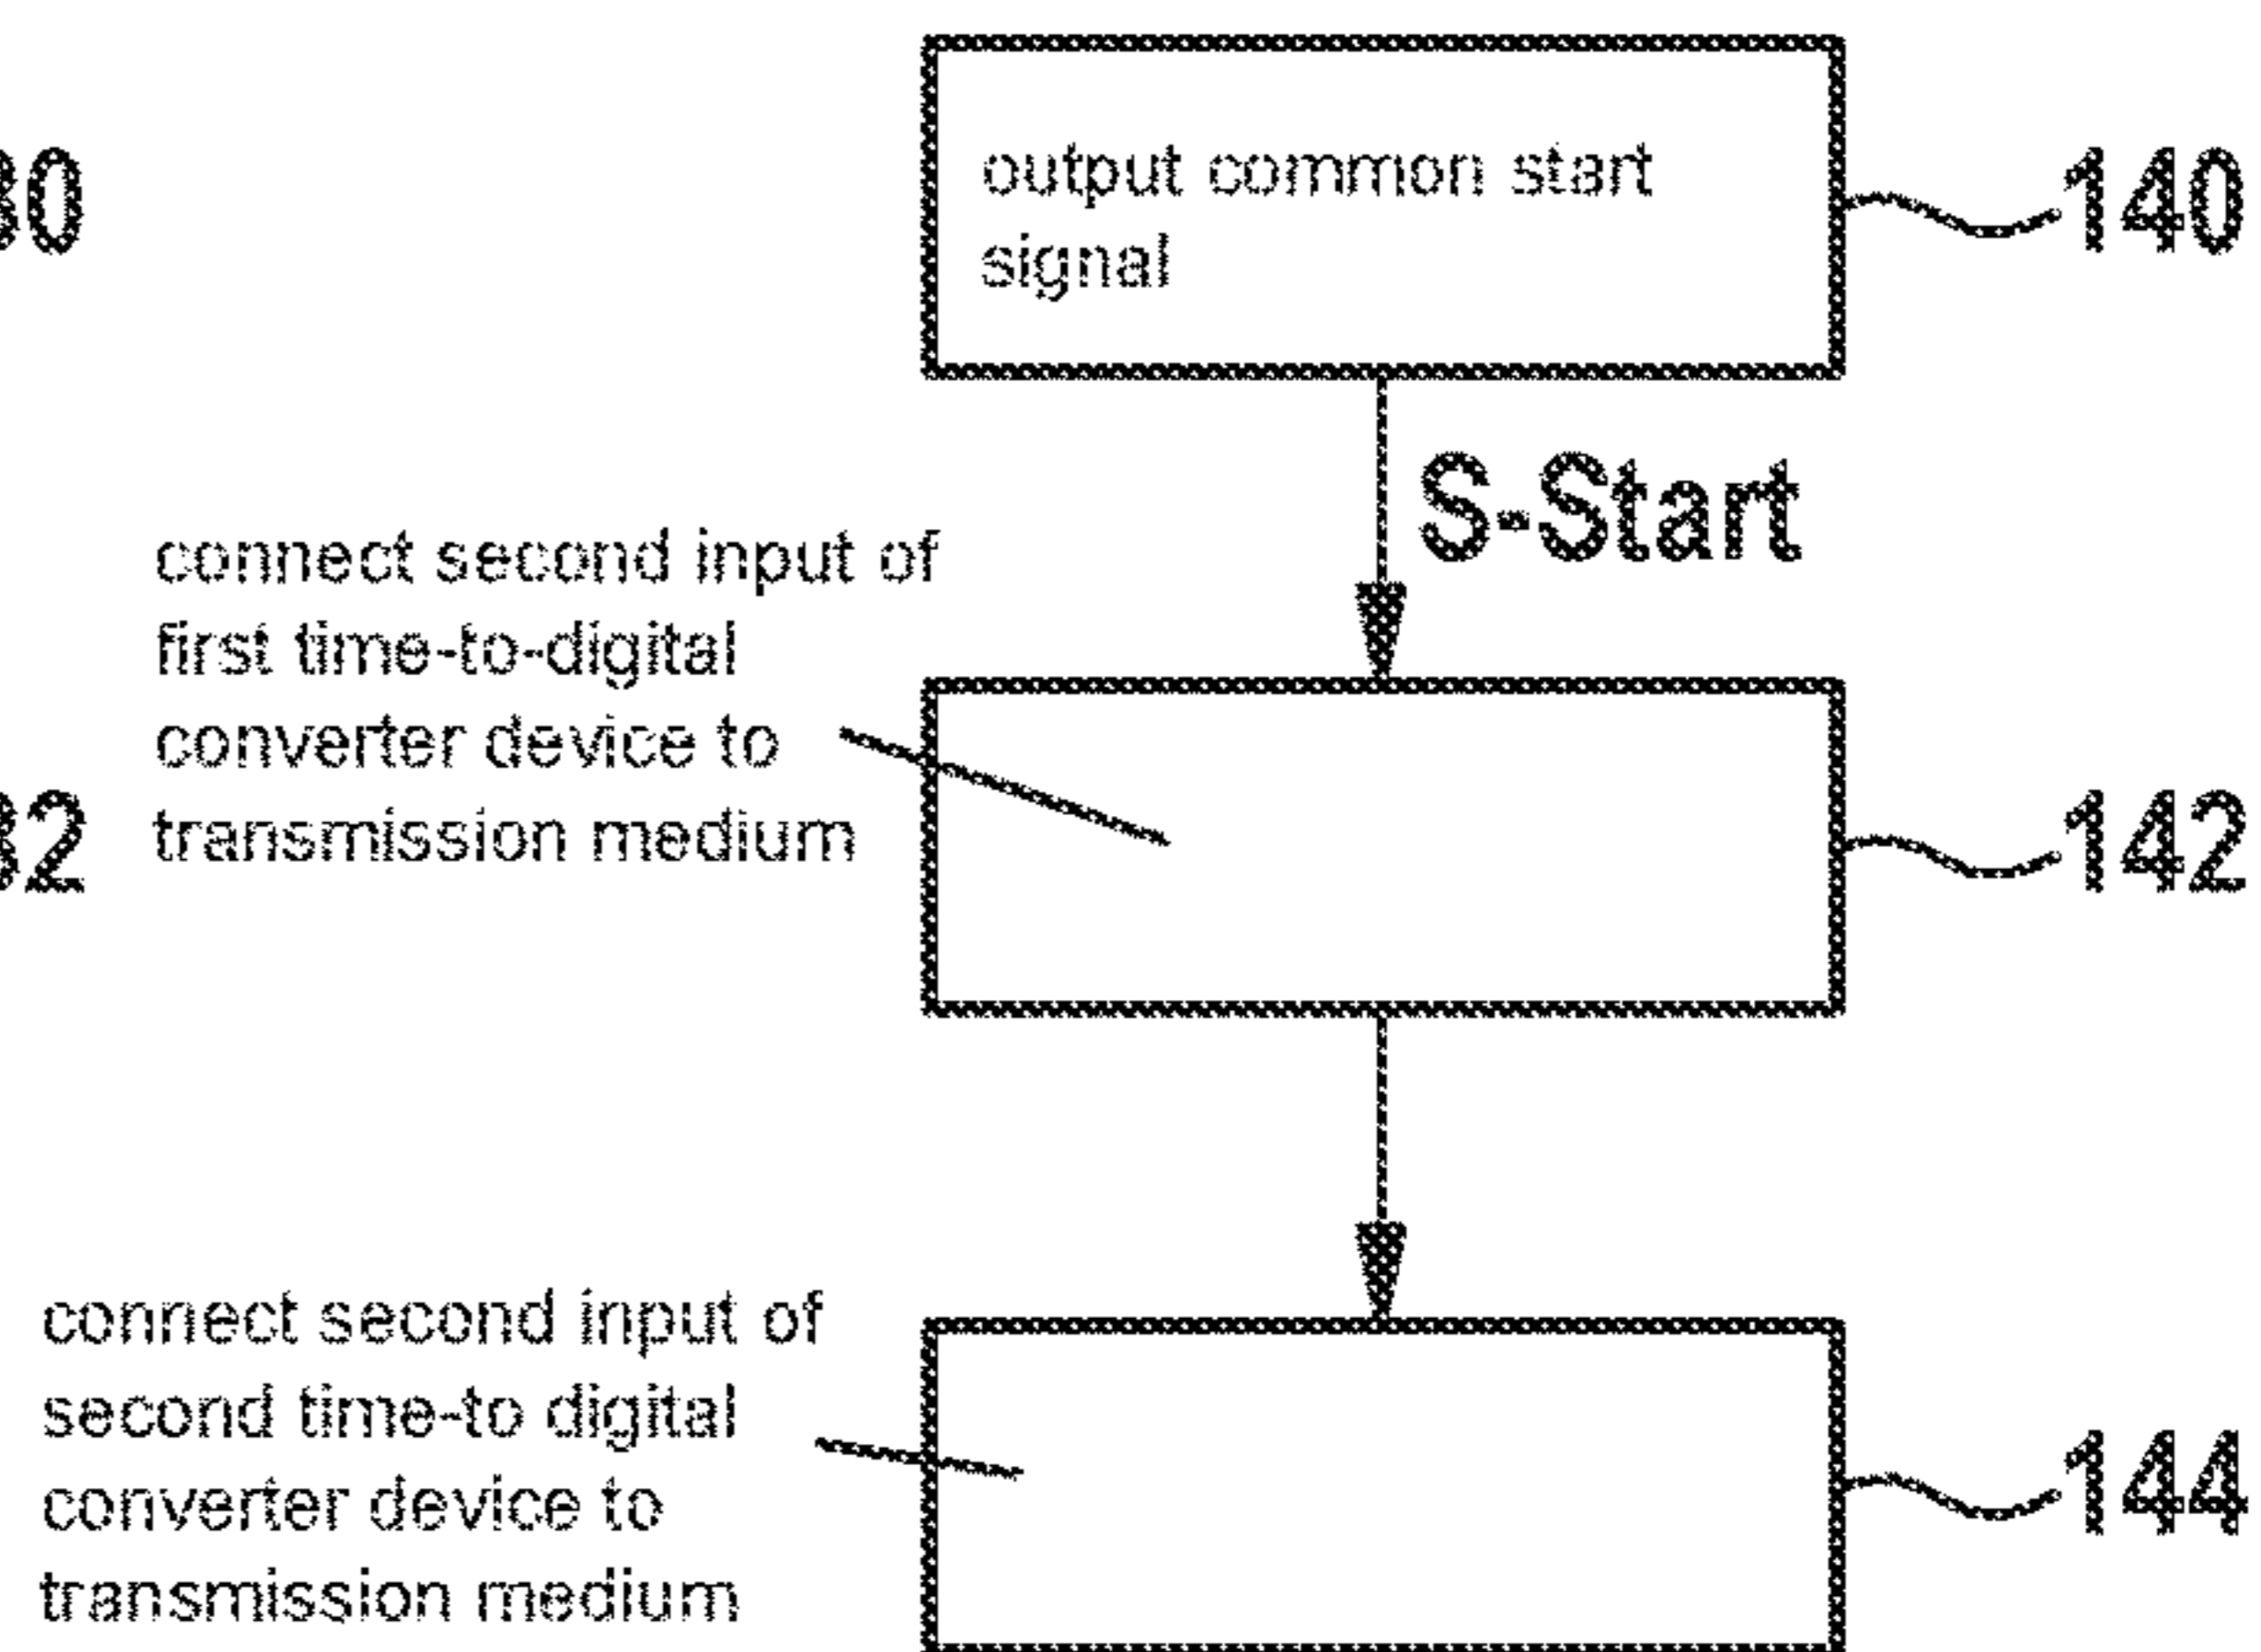 output common start
signal
140
S-Start
connect second input of
first time-to-digital
converter device to
transmission medium
142
connect second input of
second time-to digital
converter device to
transmission medium
144